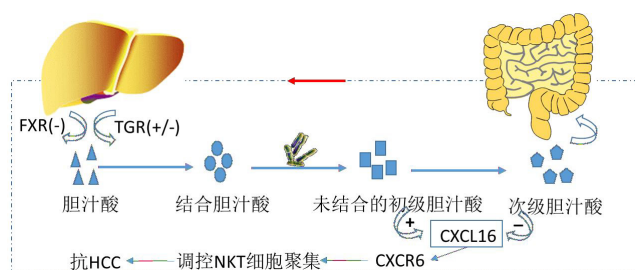 FXR(-) TGR(+/-)
胆汁酸 结合胆汁酸 未结合的初级胆汁酸 次级胆汁酸
+ CXCL16 −
抗HCC 调控NKT细胞聚集 CXCR6